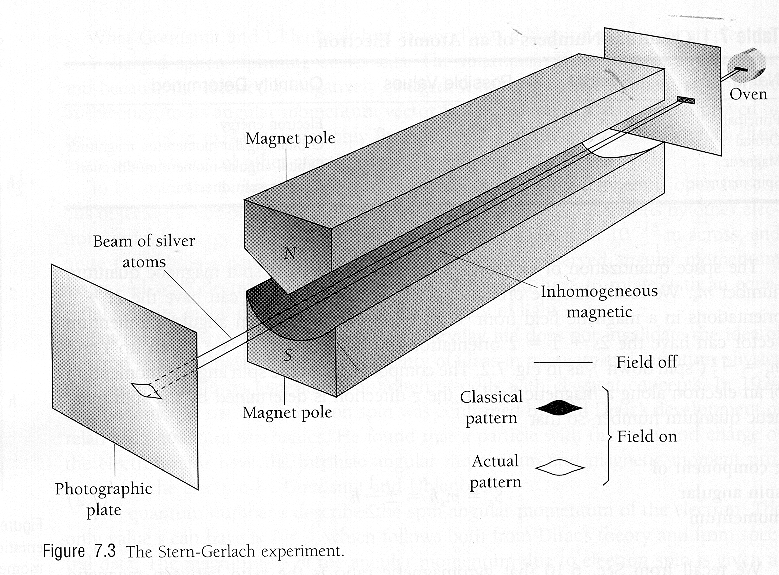 Oven
Magnet pole
N
Beam of silver
atoms
Inhomogeneous
magnetic
S
Magnet pole
Field off
Classical
pattern
Field on
Actual
pattern
Photographic
plate
Figure 7.3 The Stern-Gerlach experiment.